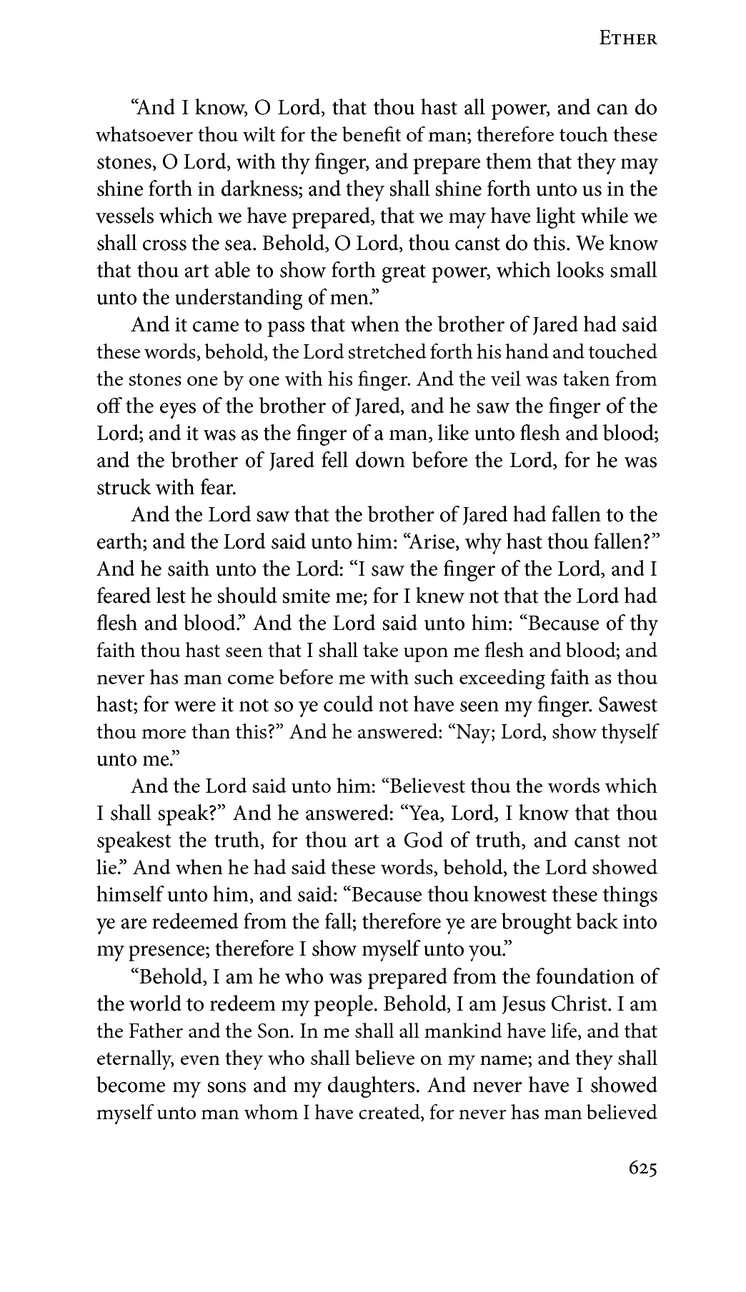 Ether
“And I know, O Lord, that thou hast all power, and can do
whatsoever thou wilt for the benefit of man; therefore touch these
stones, O Lord, with thy finger, and prepare them that they may
shine forth in darkness; and they shall shine forth unto us in the
vessels which we have prepared, that we may have light while we
shall cross the sea. Behold, O Lord, thou canst do this. We know
that thou art able to show forth great power, which looks small
unto the understanding of men.”
And it came to pass that when the brother of Jared had said
these words, behold, the Lord stretched forth his hand and touched
the stones one by one with his finger. And the veil was taken from
off the eyes of the brother of Jared, and he saw the finger of the
Lord; and it was as the finger of a man, like unto flesh and blood;
and the brother of Jared fell down before the Lord, for he was
struck with fear.
And the Lord saw that the brother of Jared had fallen to the
earth; and the Lord said unto him: “Arise, why hast thou fallen?”
And he saith unto the Lord: “I saw the finger of the Lord, and I
feared lest he should smite me; for I knew not that the Lord had
flesh and blood.” And the Lord said unto him: “Because of thy
faith thou hast seen that I shall take upon me flesh and blood; and
never has man come before me with such exceeding faith as thou
hast; for were it not so ye could not have seen my finger. Sawest
thou more than this?” And he answered: “Nay; Lord, show thyself
unto me.”
And the Lord said unto him: “Believest thou the words which
I shall speak?” And he answered: “Yea, Lord, I know that thou
speakest the truth, for thou art a God of truth, and canst not
lie.” And when he had said these words, behold, the Lord showed
himself unto him, and said: “Because thou knowest these things
ye are redeemed from the fall; therefore ye are brought back into
my presence; therefore I show myself unto you.”
“Behold, I am he who was prepared from the foundation of
the world to redeem my people. Behold, I am Jesus Christ. I am
the Father and the Son. In me shall all mankind have life, and that
eternally, even they who shall believe on my name; and they shall
become my sons and my daughters. And never have I showed
myself unto man whom I have created, for never has man believed
625